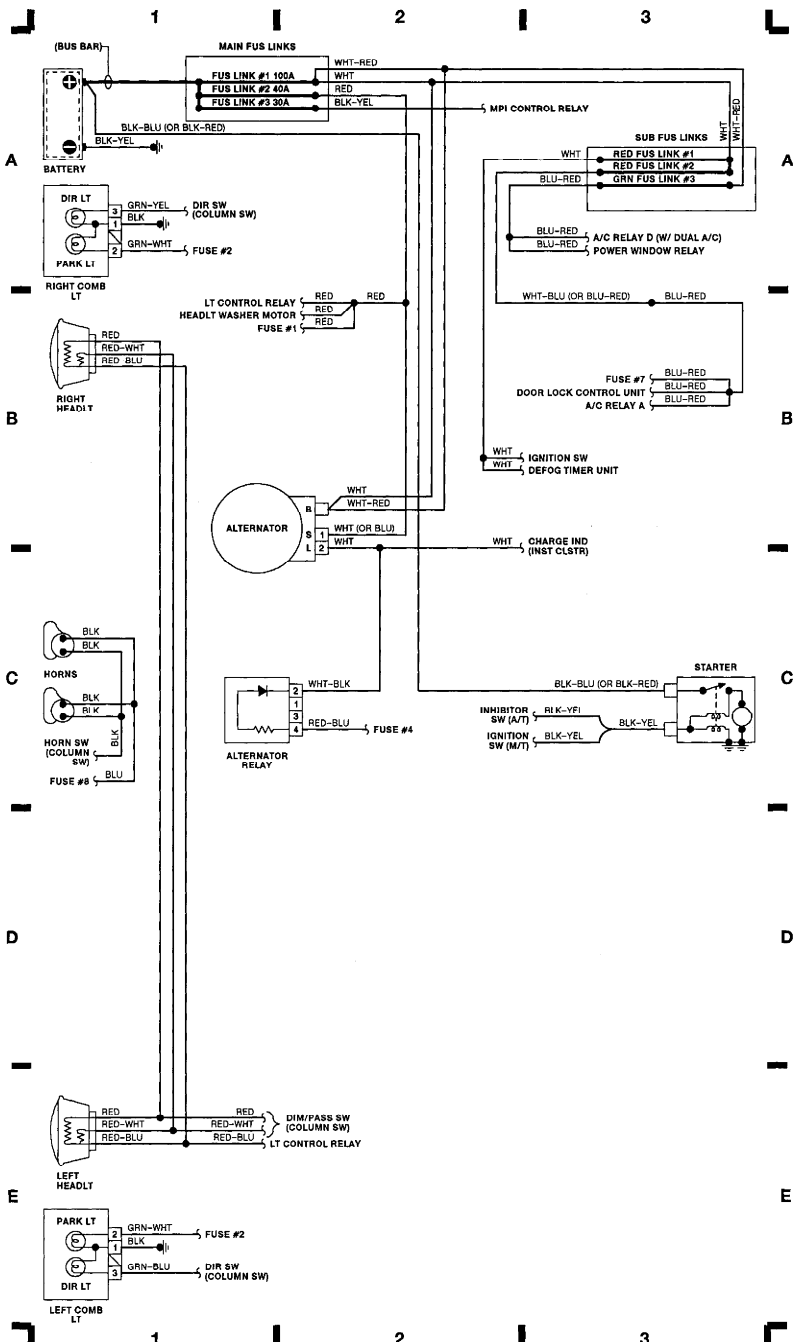 1 2 3
(BUS BAR)
MAIN FUS LINKS
WHT-RED
FUS LINK #1 100A WHT
FUS LINK #2 40A RED
FUS LINK #3 30A BLK-YEL
MPI CONTROL RELAY
BLK-BLU (OR BLK-RED)
BLK-YEL
BATTERY
WHT
WHT-RED
SUB FUS LINKS
WHT RED FUS LINK #1
RED FUS LINK #2
BLU-RED GRN FUS LINK #3
A A
DIR LT
3 GRN-YEL DIR SW
(COLUMN SW)
1 BLK
2 GRN-WHT FUSE #2
PARK LT
RIGHT COMB
LT
BLU-RED A/C RELAY D (W/ DUAL A/C)
BLU-RED POWER WINDOW RELAY
LT CONTROL RELAY RED RED
HEADLT WASHER MOTOR RED
FUSE #1 RED
WHT-BLU (OR BLU-RED) BLU-RED
RED
RED-WHT
RED BLU
RIGHT
HEADLT
FUSE #7 BLU-RED
DOOR LOCK CONTROL UNIT BLU-RED
A/C RELAY A BLU-RED
B B
WHT IGNITION SW
WHT DEFOG TIMER UNIT
ALTERNATOR
B WHT
WHT-RED
S 1 WHT (OR BLU)
L 2 WHT
WHT CHARGE IND
(INST CLSTR)
BLK
BLK
HORNS
BLK
BLK
BLK
HORN SW
(COLUMN
SW)
FUSE #8 BLU
C C
2 WHT-BLK
1
3
4 RED-BLU FUSE #4
ALTERNATOR
RELAY
STARTER
BLK-BLU (OR BLK-RED)
INHIBITOR
SW (A/T) BLK-YEL
BLK-YEL
IGNITION
SW (M/T) BLK-YEL
D D
RED RED
RED-WHT RED-WHT
DIM/PASS SW
(COLUMN SW)
RED-BLU RED-BLU LT CONTROL RELAY
LEFT
HEADLT
E E
PARK LT
2 GRN-WHT FUSE #2
1 BLK
3 GRN-BLU DIR SW
(COLUMN SW)
DIR LT
LEFT COMB
LT
1 2 3